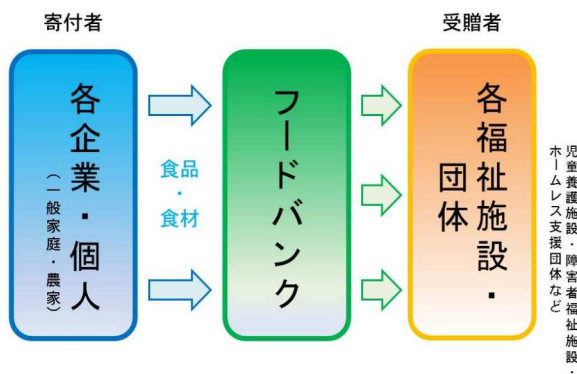 寄付者
各企業・個人
(一般家庭・農家)
食品
・
食材
フードバンク
受贈者
各福祉施設・
団体
児童養護施設・障害者福祉施設・
ホームレス支援団体など